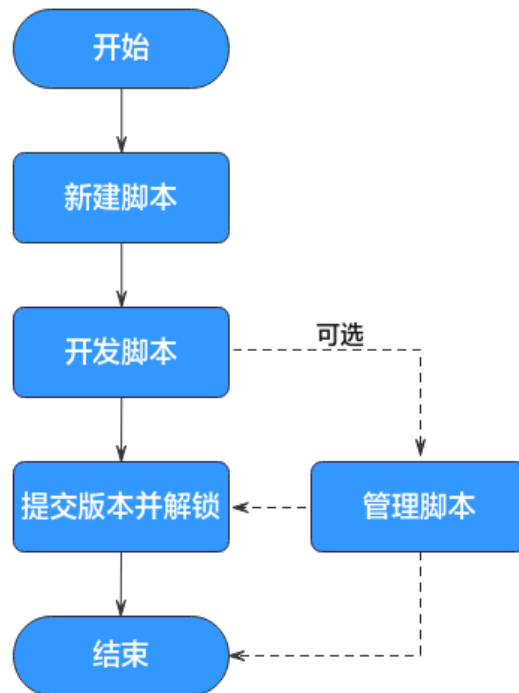 开始
新建脚本
开发脚本
可选
提交版本并解锁
管理脚本
结束